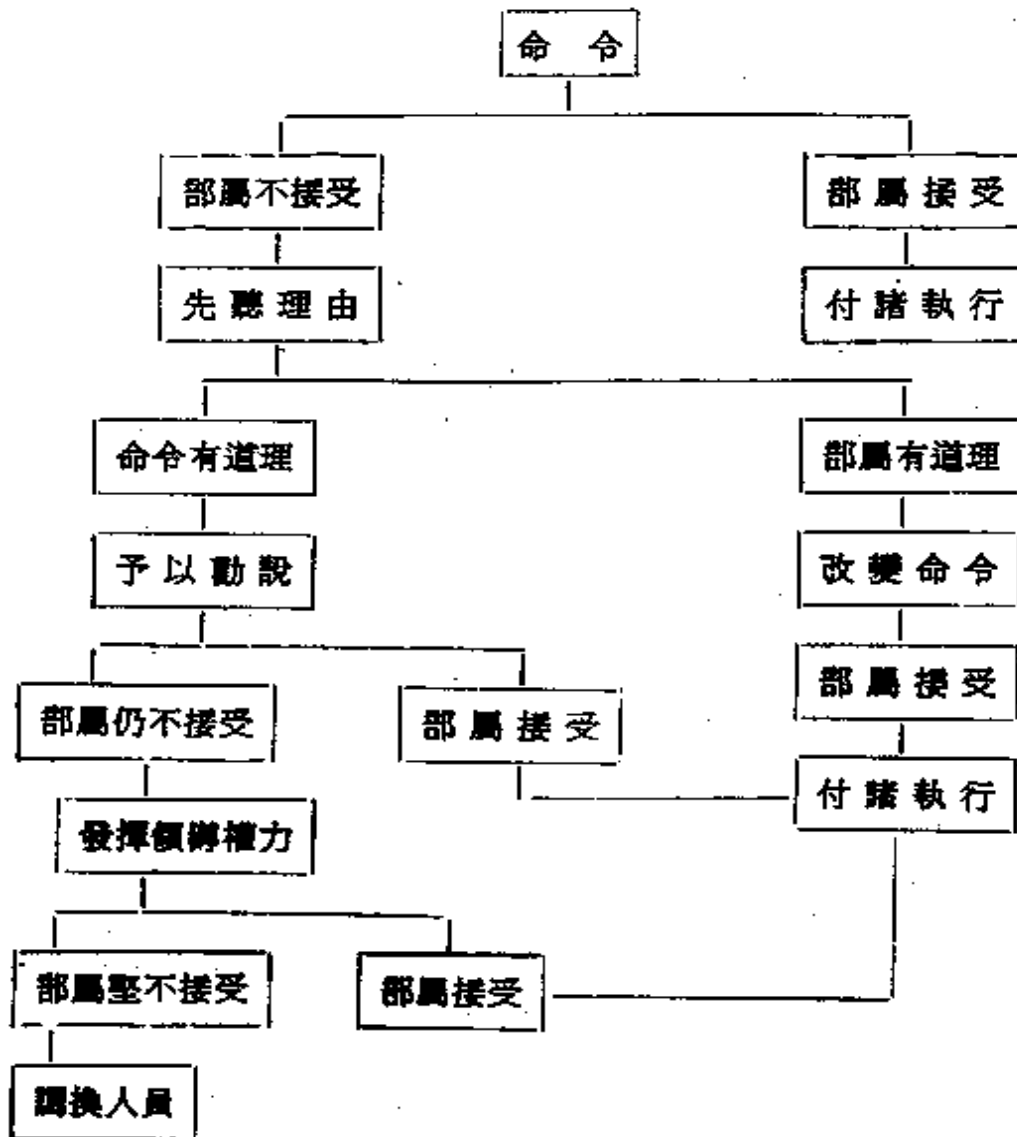 命令
部屬不接受
部屬接受
先聽理由
付諸執行
命令有道理
部屬有道理
予以勸說
改變命令
部屬仍不接受
部屬接受
部屬接受
發揮領導權力
付諸執行
部屬堅不接受
部屬接受
調換人員